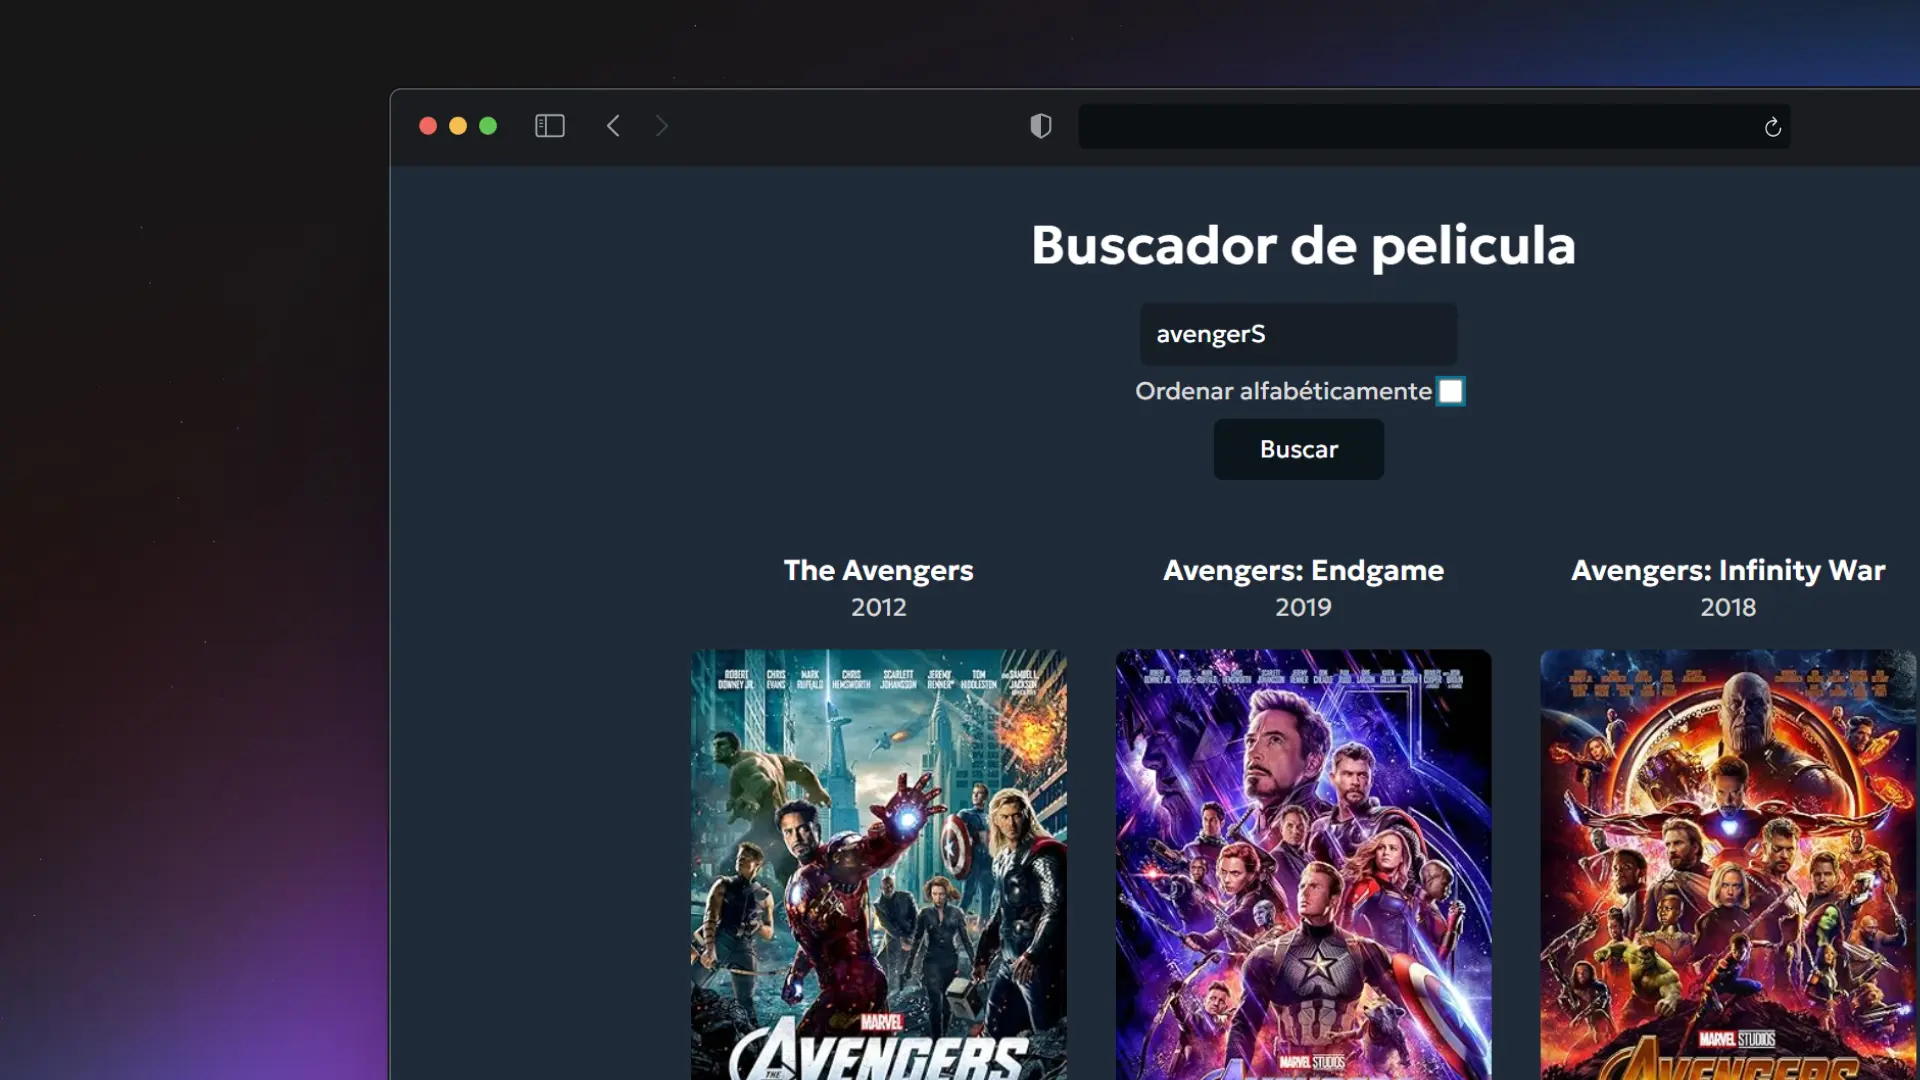 Buscador de pelicula
avengerS
Ordenar alfabéticamente
Buscar
The Avengers
2012
Avengers: Endgame
2019
Avengers: Infinity War
2018
ROBERT DOWNEY JR. CHRIS EVANS MARK RUFFALO CHRIS HEMSWORTH SCARLETT JOHANSSON JEREMY RENNER TOM HIDDLESTON AND SAMUEL L. JACKSON
MARVEL
THE AVENGERS
MARVEL STUDIOS
MARVEL STUDIOS
AVENGERS